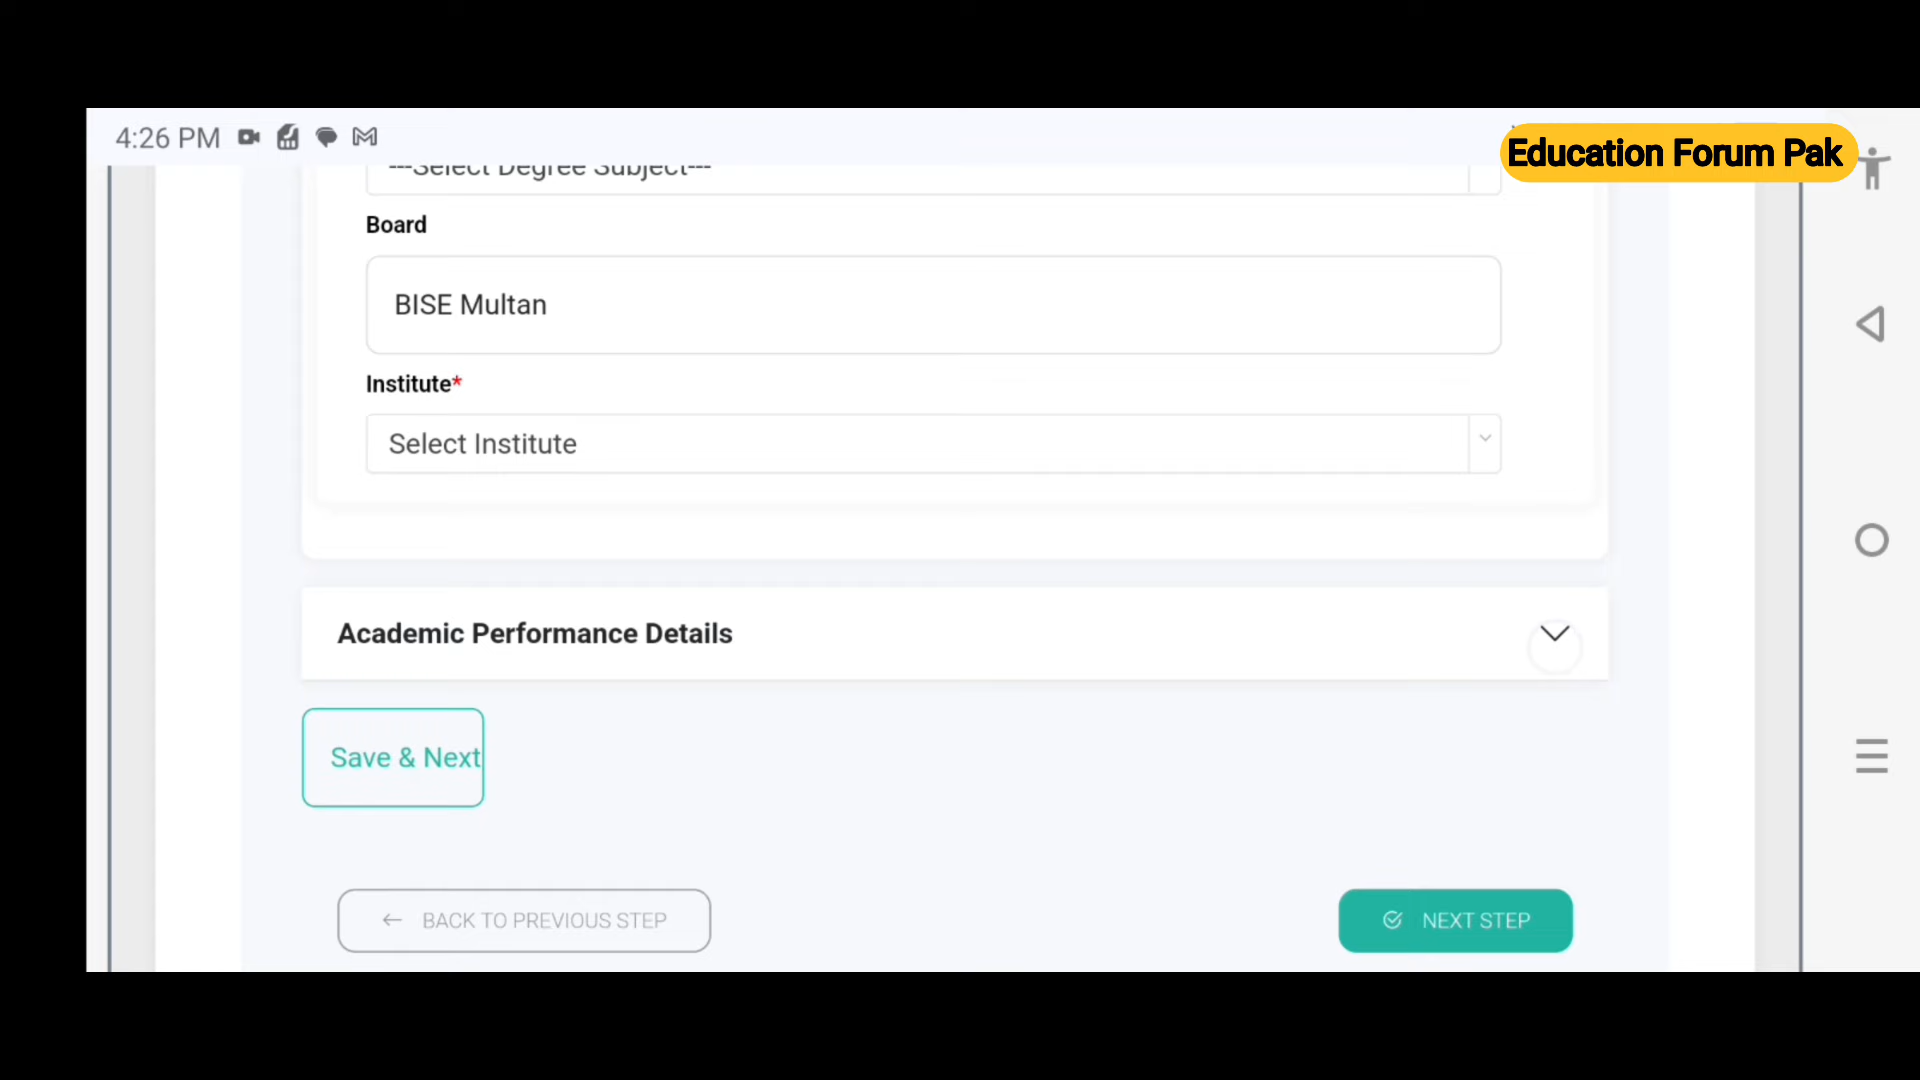 4:26 PM
Education Forum Pak
---Select Degree Subject---
Board
BISE Multan
Institute*
Select Institute
Academic Performance Details
Save & Next
BACK TO PREVIOUS STEP
NEXT STEP